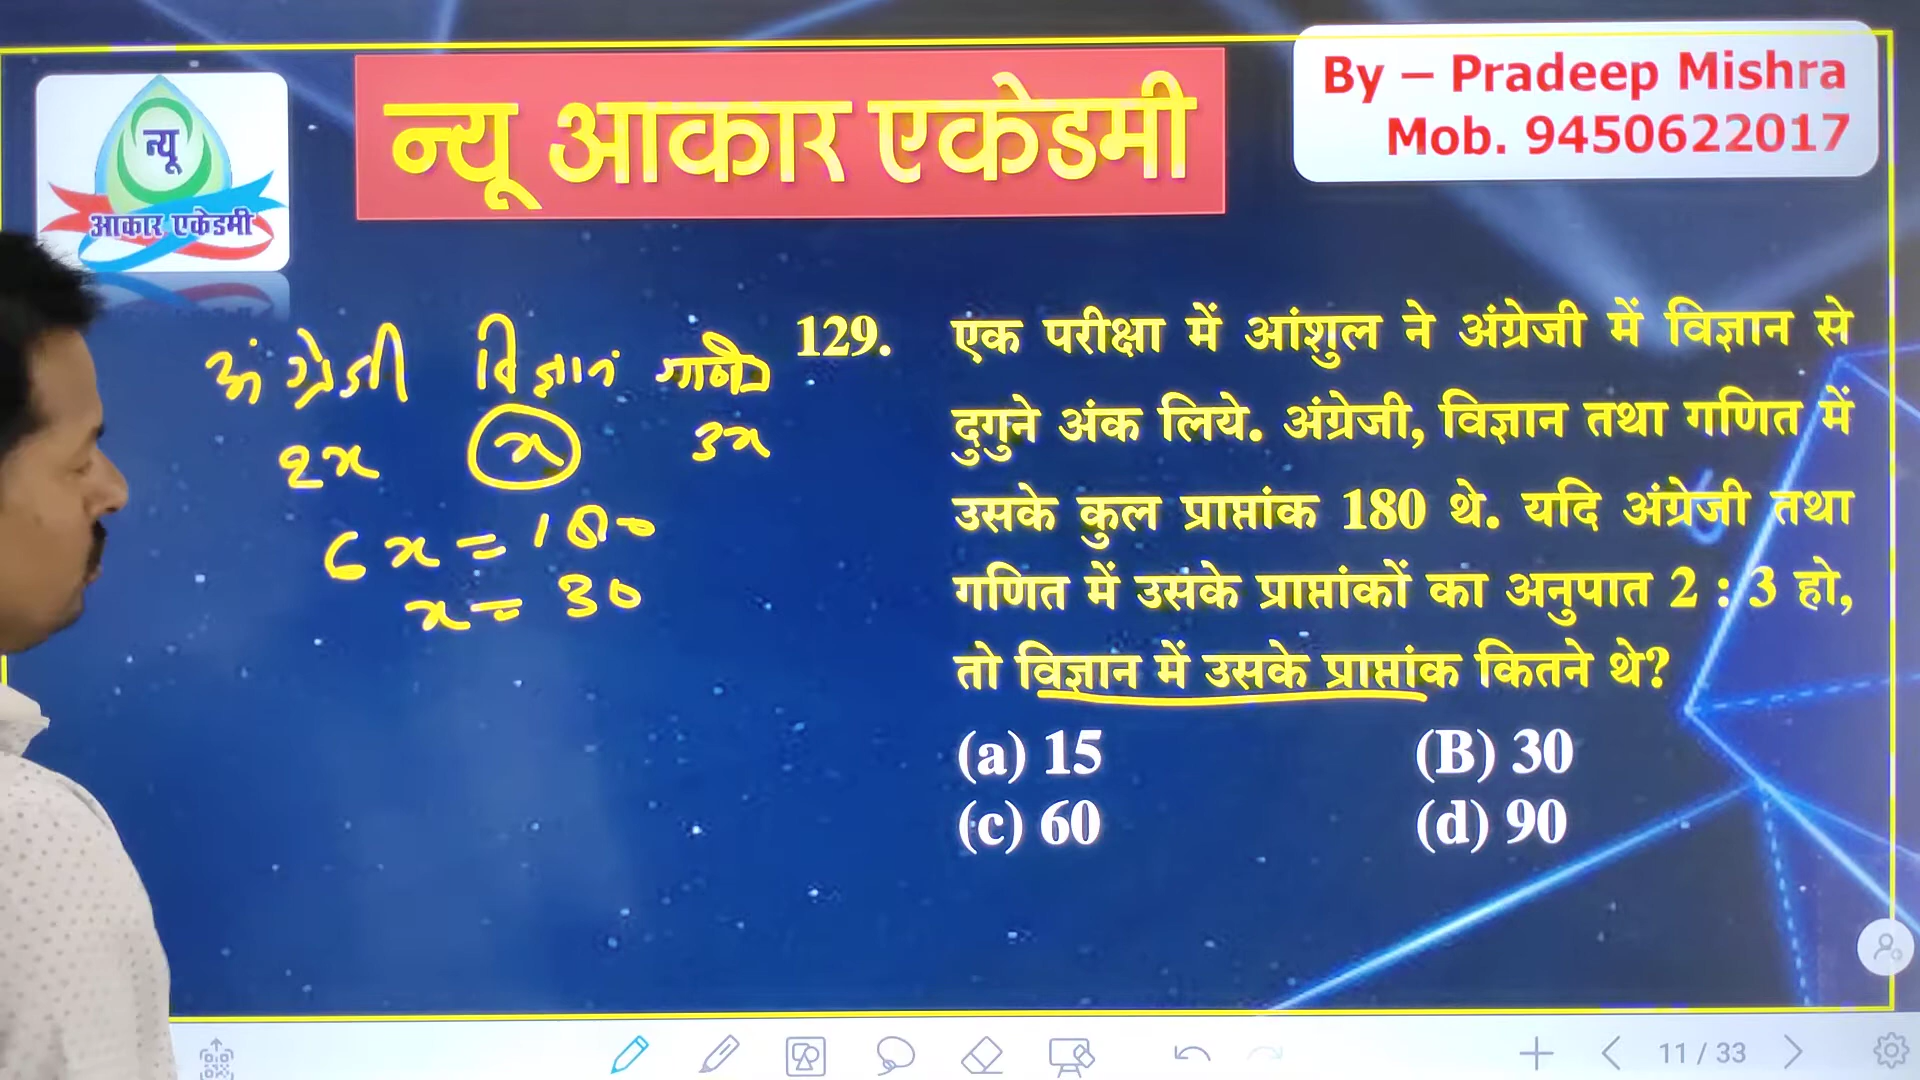 न्यू आकार एकेडमी
By – Pradeep Mishra
Mob. 9450622017
न्यू
आकार एकेडमी
अंग्रेजी विज्ञान गणित
2x x 3x
6x = 180
x = 30
129. एक परीक्षा में आंशुल ने अंग्रेजी में विज्ञान से
दुगुने अंक लिये. अंग्रेजी, विज्ञान तथा गणित में
उसके कुल प्राप्तांक 180 थे. यदि अंग्रेजी तथा
गणित में उसके प्राप्तांकों का अनुपात 2 : 3 हो,
तो विज्ञान में उसके प्राप्तांक कितने थे?
(a) 15 (B) 30
(c) 60 (d) 90
11 / 33